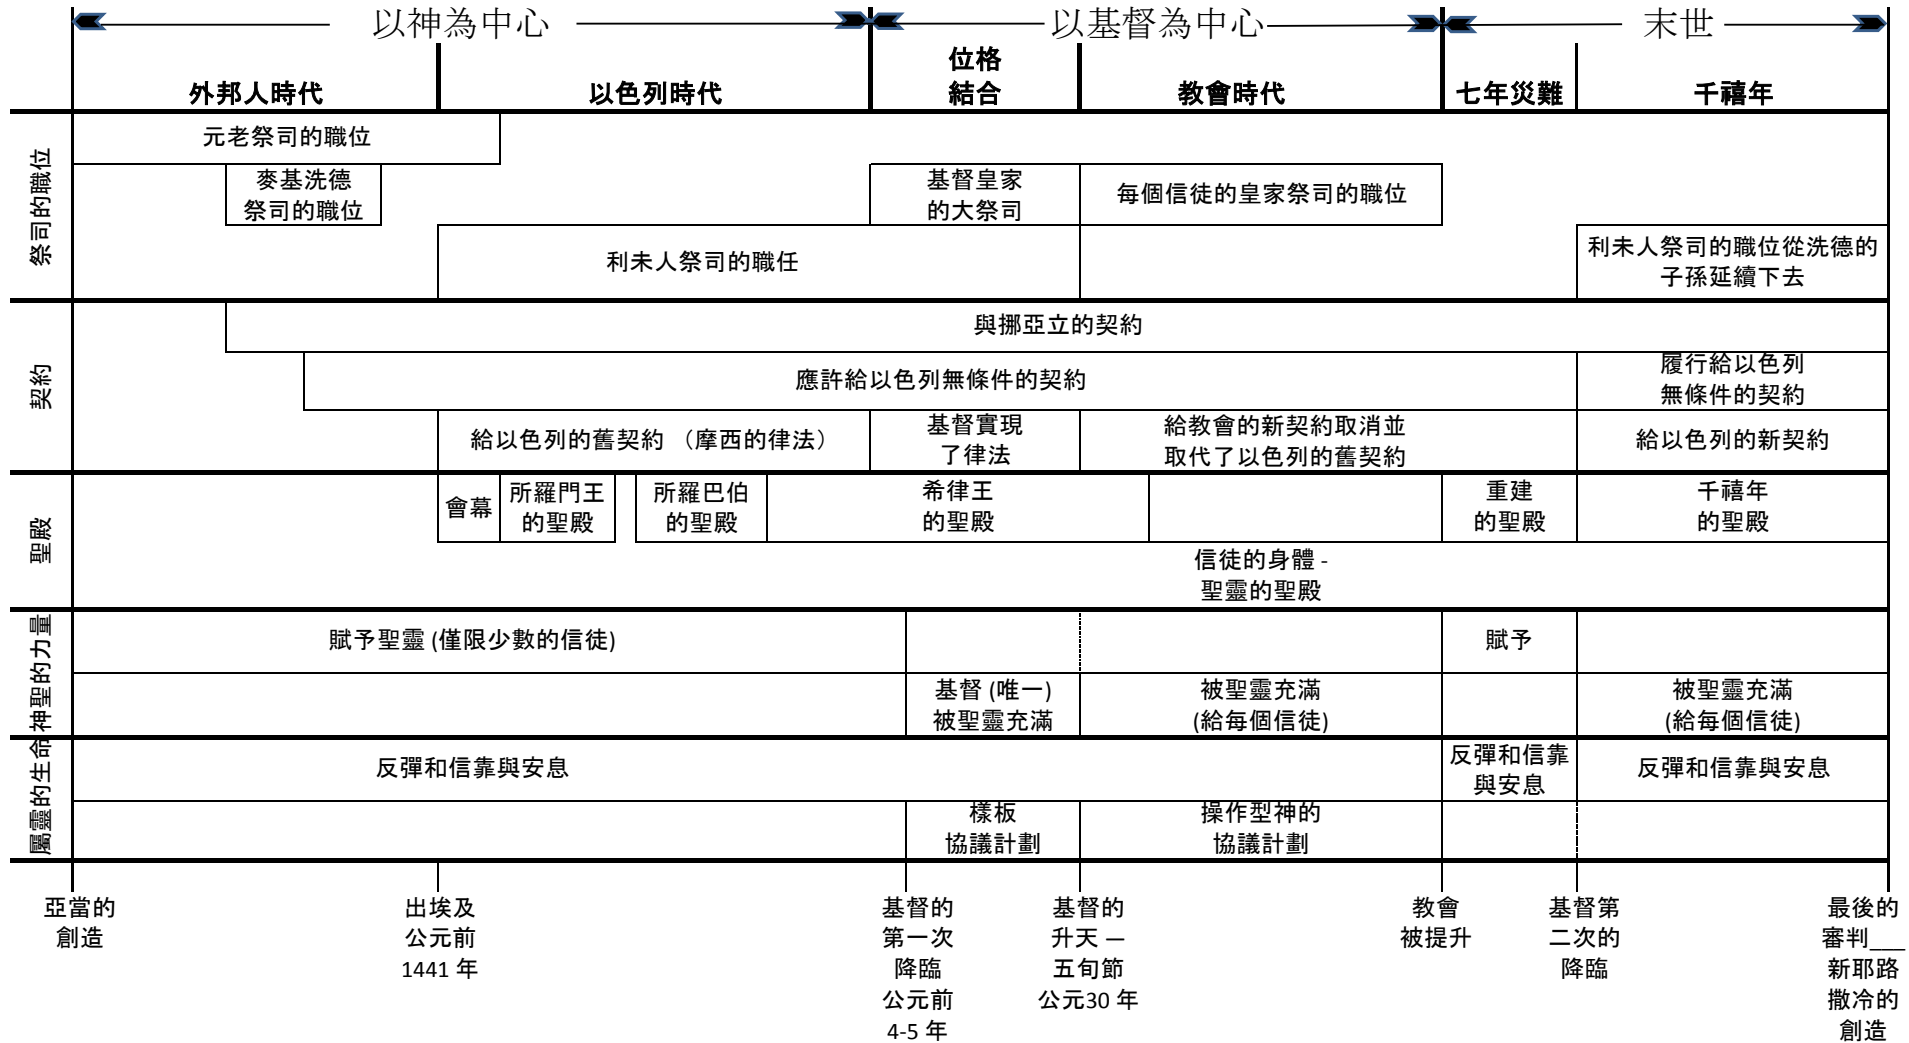 以神為中心
以基督為中心
末世
外邦人時代
以色列時代
位格
結合
教會時代
七年災難
千禧年
祭司的職位
元老祭司的職位
麥基洗德
祭司的職位
基督皇家
的大祭司
每個信徒的皇家祭司的職位
利未人祭司的職任
利未人祭司的職位從洗德的
子孫延續下去
契約
與挪亞立的契約
應許給以色列無條件的契約
履行給以色列
無條件的契約
給以色列的舊契約 （摩西的律法）
基督實現
了律法
給教會的新契約取消並
取代了以色列的舊契約
給以色列的新契約
聖殿
會幕
所羅門王
的聖殿
所羅巴伯
的聖殿
希律王
的聖殿
重建
的聖殿
千禧年
的聖殿
信徒的身體 -
聖靈的聖殿
神聖的力量
賦予聖靈 (僅限少數的信徒)
賦予
基督 (唯一)
被聖靈充滿
被聖靈充滿
(給每個信徒)
被聖靈充滿
(給每個信徒)
屬靈的生命
反彈和信靠與安息
反彈和信靠
與安息
反彈和信靠與安息
樣板
協議計劃
操作型神的
協議計劃
亞當的
創造
出埃及
公元前
1441 年
基督的
第一次
降臨
公元前
4-5 年
基督的
升天 —
五旬節
公元30 年
教會
被提升
基督第
二次的
降臨
最後的
審判___
新耶路
撒冷的
創造